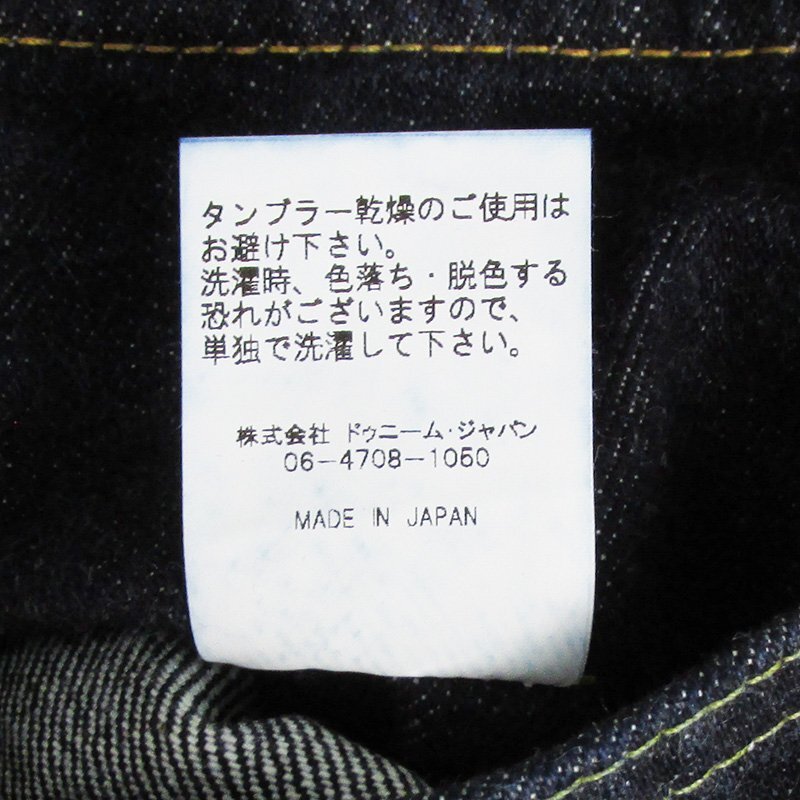 タンブラー乾燥のご使用は
お避け下さい。
洗濯時、色落ち・脱色する
恐れがございますので、
単独で洗濯して下さい。
株式会社 ドゥニーム・ジャパン
06-4708-1050
MADE IN JAPAN